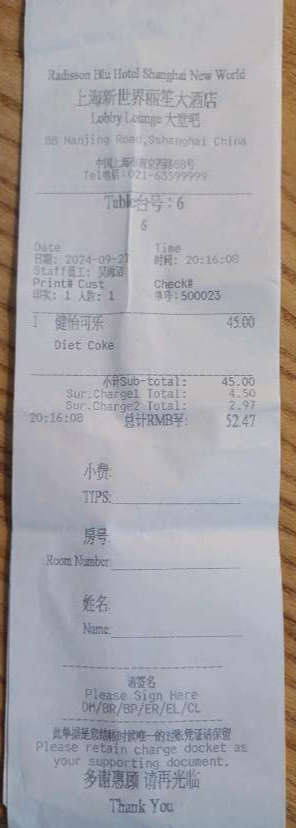 Radisson Blu Hotel Shanghai New World
上海新世界丽笙大酒店
Lobby Lounge 大堂吧
88 Nanjing Road,Sshanghai China
中国上海市南京西路88号
Tel电话:021-63599999
Table台号：6
6
Date Time
日期: 2024-09-27 时间: 20:16:08
Staff员工:
Print# Cust Check#
印次: 1 人数: 1 单号:500023
1 健怡可乐 45.00
Diet Coke
小计Sub-total: 45.00
Sur.Charge1 Total: 4.50
Sur.Charge2 Total: 2.97
20:16:08 总计RMB¥: 52.47
小费:
TIPS:
房号:
Room Number:
姓名:
Name:
请签名
Please Sign Here
DM/BR/BP/ER/EL/CL
此单据是您结帐时唯一的对账凭证请保留
Please retain charge docket as
your supporting document.
多谢惠顾 请再光临
Thank You